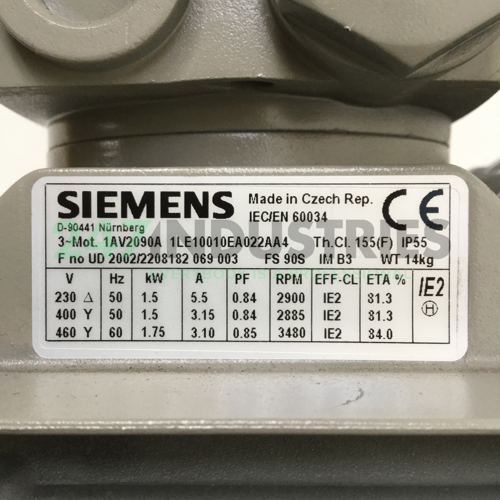 SIEMENS
Made in Czech Rep.
IEC/EN 60034
CE
D-90441 Nürnberg
3~Mot. 1AV2090A 1LE10010EA022AA4 Th.Cl. 155(F) IP55
F no UD 2002/2208182 069 003 FS 90S IM B3 WT 14kg
V Hz kW A PF RPM EFF-CL ETA %
230 Δ 50 1.5 5.5 0.84 2900 IE2 81.3
400 Y 50 1.5 3.15 0.84 2885 IE2 81.3
460 Y 60 1.75 3.10 0.85 3480 IE2 84.0
IE2
H
INDUSTRIES